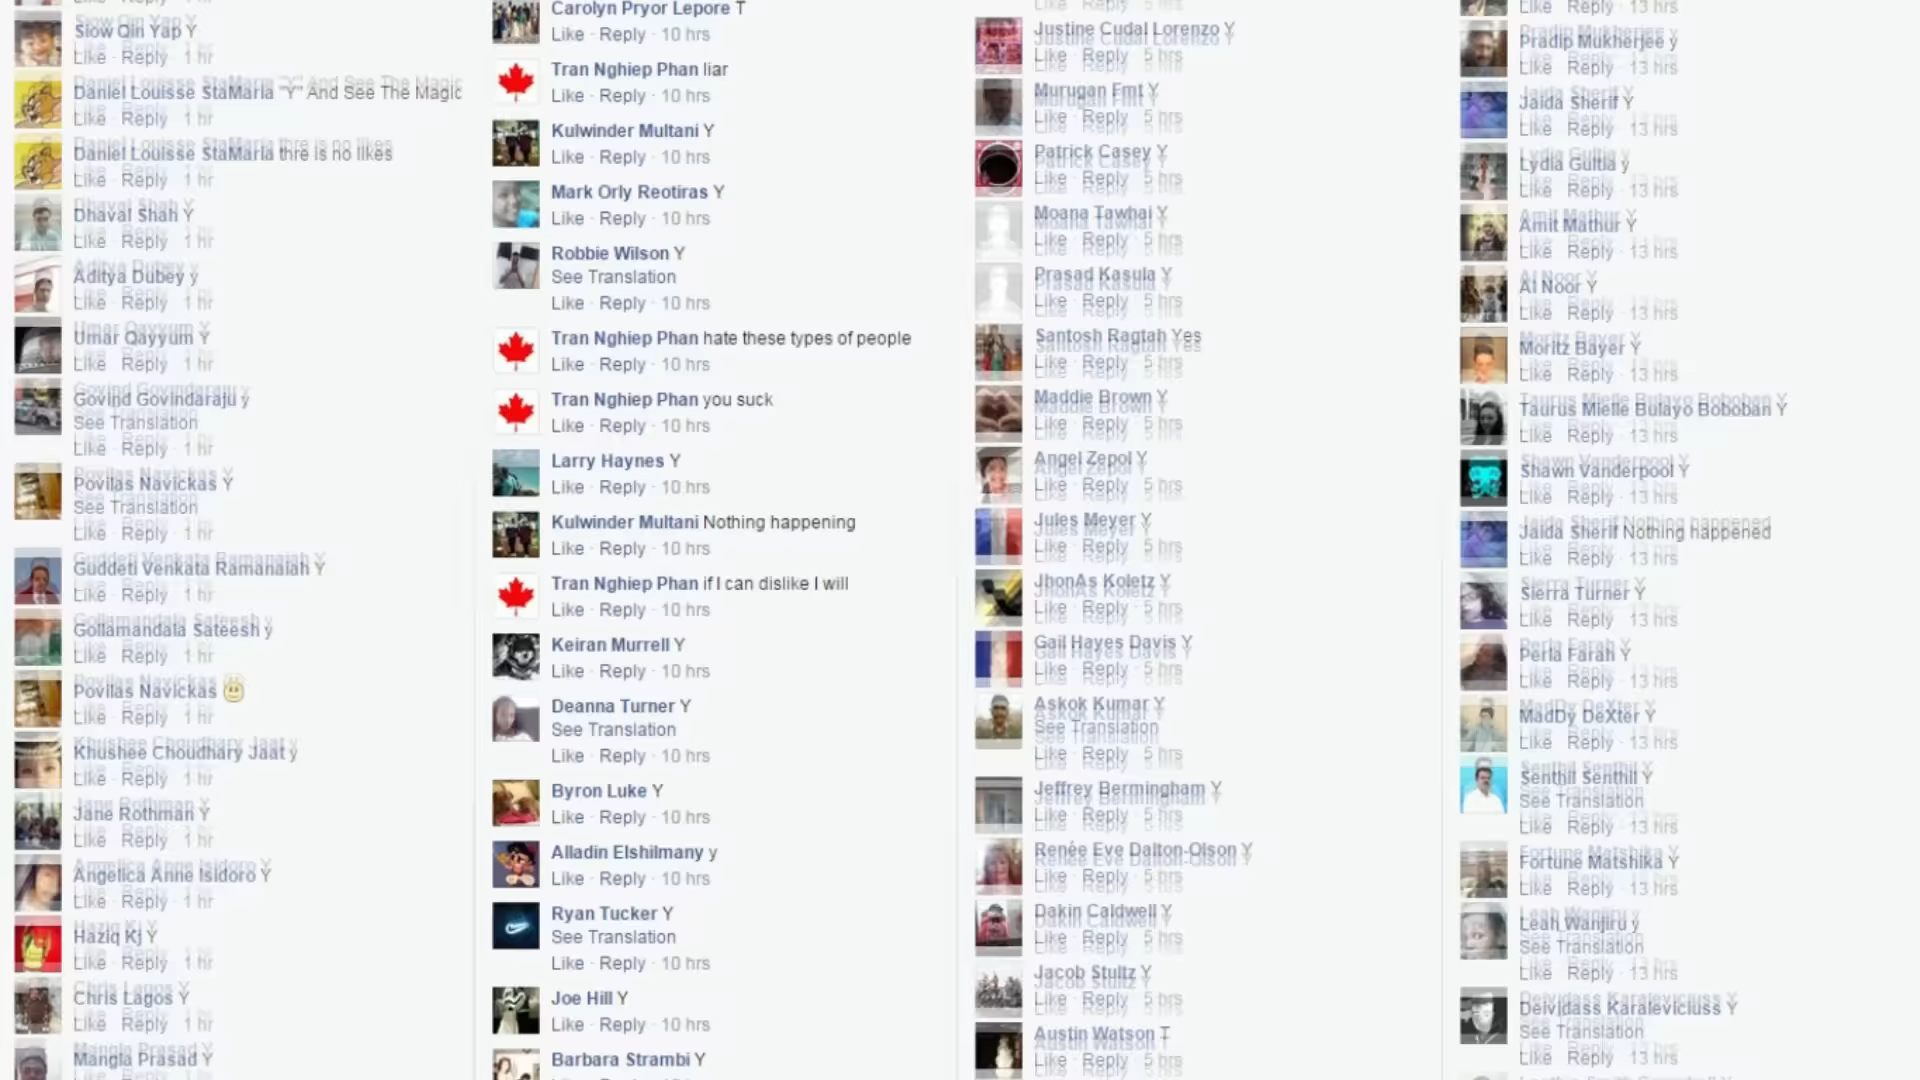 Like Reply
Siow Qin Yap Y
Like · Reply · 1 hr
Daniel Louisse StaMaria "Y" And See The Magic
Like · Reply · 1 hr
Daniel Louisse StaMaria thre is no likes
Like · Reply · 1 hr
Dhaval Shah Y
Like · Reply · 1 hr
Aditya Dubey y
Like · Reply · 1 hr
Umar Qayyum Y
Like · Reply · 1 hr
Govind Govindaraju y
See Translation
Like · Reply · 1 hr
Povilas Navickas Y
See Translation
Like · Reply · 1 hr
Guddeti Venkata Ramanaiah Y
Like · Reply · 1 hr
Gollamandala Sateesh y
Like · Reply · 1 hr
Povilas Navickas
Like · Reply · 1 hr
Khushee Choudhary Jaat y
Like · Reply · 1 hr
Jane Rothman Y
Like · Reply · 1 hr
Angelica Anne Isidoro Y
Like · Reply · 1 hr
Haziq Kj Y
Like · Reply · 1 hr
Chris Lagos Y
Like · Reply · 1 hr
Mangla Prasad Y
Carolyn Pryor Lepore T
Like · Reply · 10 hrs
Tran Nghiep Phan liar
Like · Reply · 10 hrs
Kulwinder Multani Y
Like · Reply · 10 hrs
Mark Orly Reotiras Y
Like · Reply · 10 hrs
Robbie Wilson Y
See Translation
Like · Reply · 10 hrs
Tran Nghiep Phan hate these types of people
Like · Reply · 10 hrs
Tran Nghiep Phan you suck
Like · Reply · 10 hrs
Larry Haynes Y
Like · Reply · 10 hrs
Kulwinder Multani Nothing happening
Like · Reply · 10 hrs
Tran Nghiep Phan if I can dislike I will
Like · Reply · 10 hrs
Keiran Murrell Y
Like · Reply · 10 hrs
Deanna Turner Y
See Translation
Like · Reply · 10 hrs
Byron Luke Y
Like · Reply · 10 hrs
Alladin Elshilmany y
Like · Reply · 10 hrs
Ryan Tucker Y
See Translation
Like · Reply · 10 hrs
Joe Hill Y
Like · Reply · 10 hrs
Barbara Strambi Y
Justine Cudal Lorenzo Y
Like · Reply · 5 hrs
Murugan Fmt Y
Like · Reply · 5 hrs
Patrick Casey Y
Like · Reply · 5 hrs
Moana Tawhai Y
Like · Reply · 5 hrs
Prasad Kasula Y
Like · Reply · 5 hrs
Santosh Ragtah Yes
Like · Reply · 5 hrs
Maddie Brown Y
Like · Reply · 5 hrs
Angel Zepol Y
Like · Reply · 5 hrs
Jules Meyer Y
Like · Reply · 5 hrs
JhonAs Koletz Y
Like · Reply · 5 hrs
Gail Hayes Davis Y
Like · Reply · 5 hrs
Askok Kumar Y
See Translation
Like · Reply · 5 hrs
Jeffrey Bermingham Y
Like · Reply · 5 hrs
Renée Eve Dalton-Olson Y
Like · Reply · 5 hrs
Dakin Caldwell Y
Like · Reply · 5 hrs
Jacob Stultz Y
Like · Reply · 5 hrs
Austin Watson T
Like · Reply · 5 hrs
Like · Reply · 13 hrs
Pradip Mukherjee y
Like · Reply · 13 hrs
Jaida Sherif Y
Like · Reply · 13 hrs
Lydia Gultia y
Like · Reply · 13 hrs
Amit Mathur Y
Like · Reply · 13 hrs
Al Noor Y
Like · Reply · 13 hrs
Moritz Bayer Y
Like · Reply · 13 hrs
Taurus Mielle Bulayo Boboban Y
Like · Reply · 13 hrs
Shawn Vanderpool Y
Like · Reply · 13 hrs
Jaida Sherif Nothing happened
Like · Reply · 13 hrs
Sierra Turner Y
Like · Reply · 13 hrs
Perla Farah Y
Like · Reply · 13 hrs
MadDy DeXter Y
Like · Reply · 13 hrs
Senthil Senthil Y
See Translation
Like · Reply · 13 hrs
Fortune Matshika Y
Like · Reply · 13 hrs
Leah Wanjiru y
See Translation
Like · Reply · 13 hrs
Deividass Karaleviciuss Y
See Translation
Like · Reply · 13 hrs